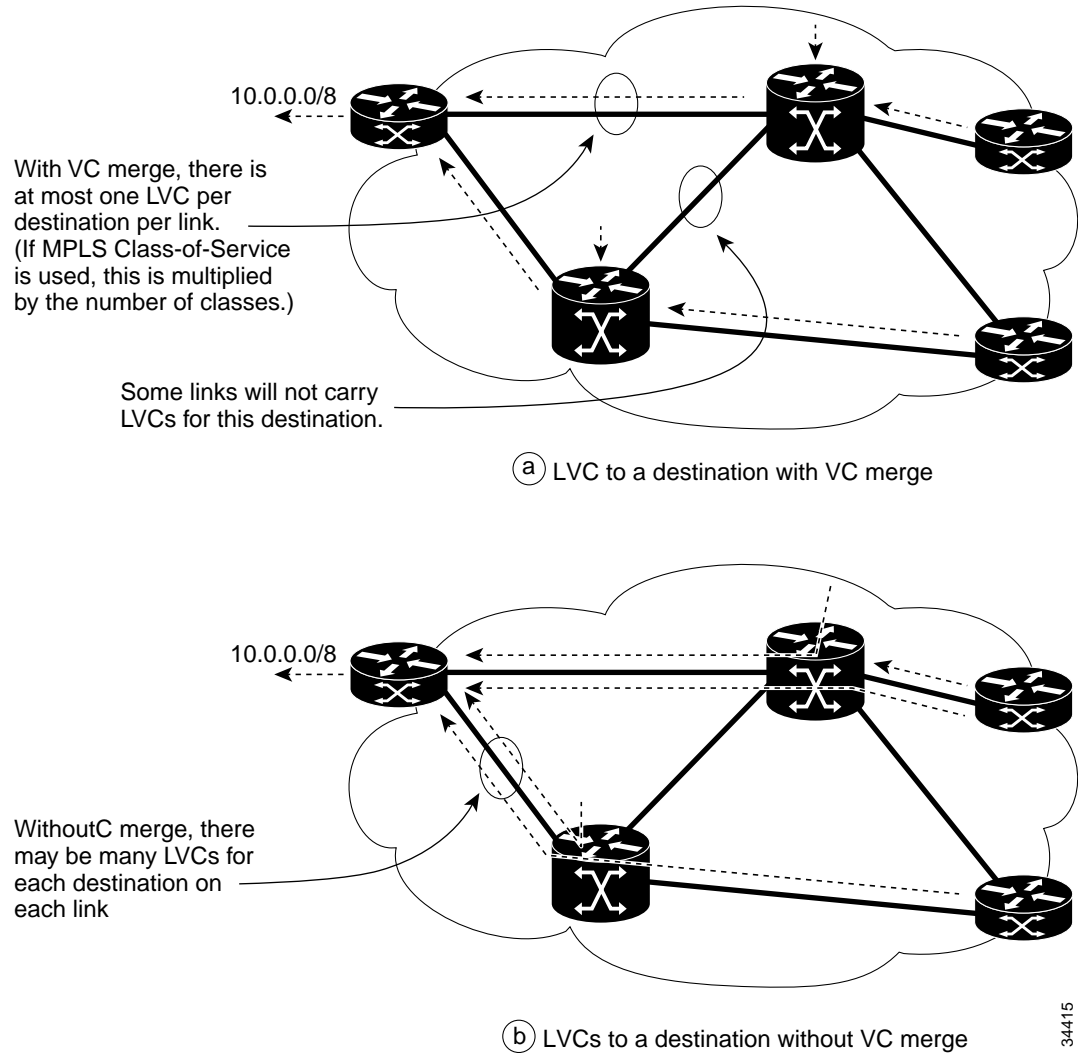 10.0.0.0/8
With VC merge, there is
at most one LVC per
destination per link.
(If MPLS Class-of-Service
is used, this is multiplied
by the number of classes.)
Some links will not carry
LVCs for this destination.
a LVC to a destination with VC merge
10.0.0.0/8
WithoutC merge, there
may be many LVCs for
each destination on
each link
b LVCs to a destination without VC merge
34415